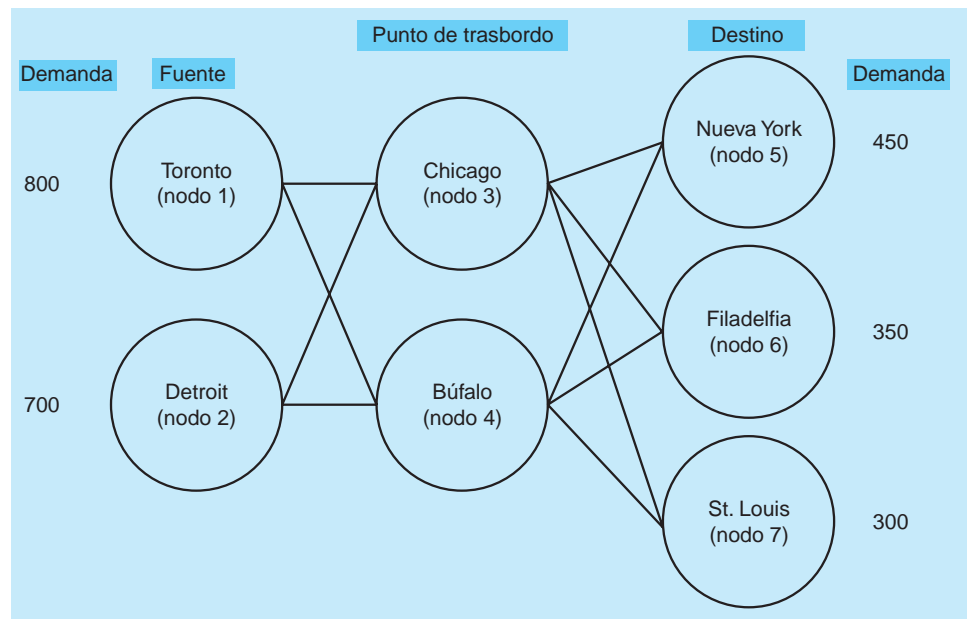 Punto de trasbordo
Destino
Demanda
Fuente
Demanda
800
Toronto
(nodo 1)
Chicago
(nodo 3)
Nueva York
(nodo 5)
450
Filadelfia
(nodo 6)
350
700
Detroit
(nodo 2)
Búfalo
(nodo 4)
St. Louis
(nodo 7)
300